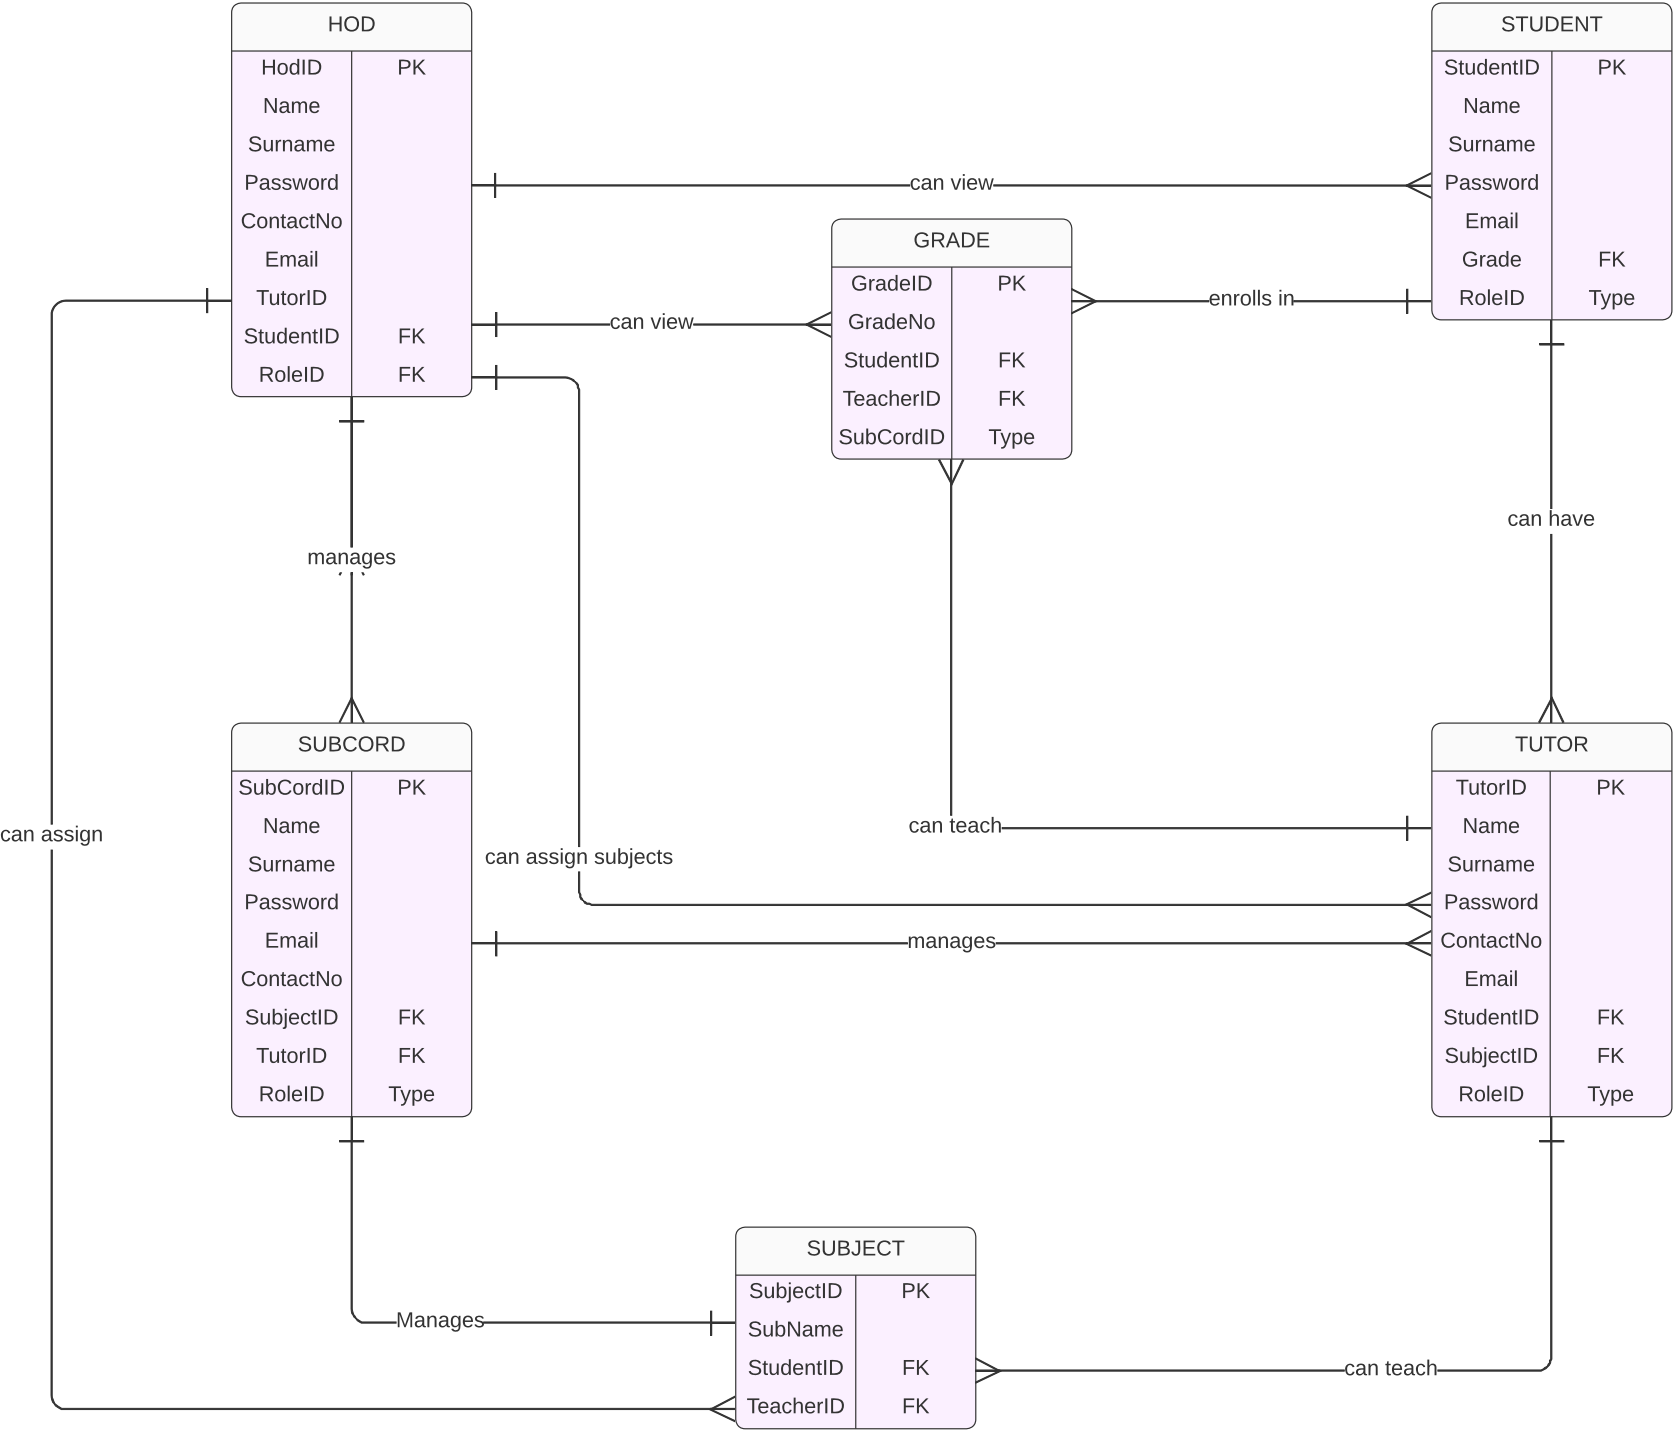 HOD
HodID PK
Name
Surname
Password
ContactNo
Email
TutorID
StudentID FK
RoleID FK
STUDENT
StudentID PK
Name
Surname
Password
Email
Grade FK
RoleID Type
can view
GRADE
GradeID PK
GradeNo
StudentID FK
TeacherID FK
SubCordID Type
can view
enrolls in
can have
manages
SUBCORD
SubCordID PK
Name
Surname
Password
Email
ContactNo
SubjectID FK
TutorID FK
RoleID Type
TUTOR
TutorID PK
Name
Surname
Password
ContactNo
Email
StudentID FK
SubjectID FK
RoleID Type
can assign
can teach
can assign subjects
manages
SUBJECT
SubjectID PK
SubName
StudentID FK
TeacherID FK
Manages
can teach